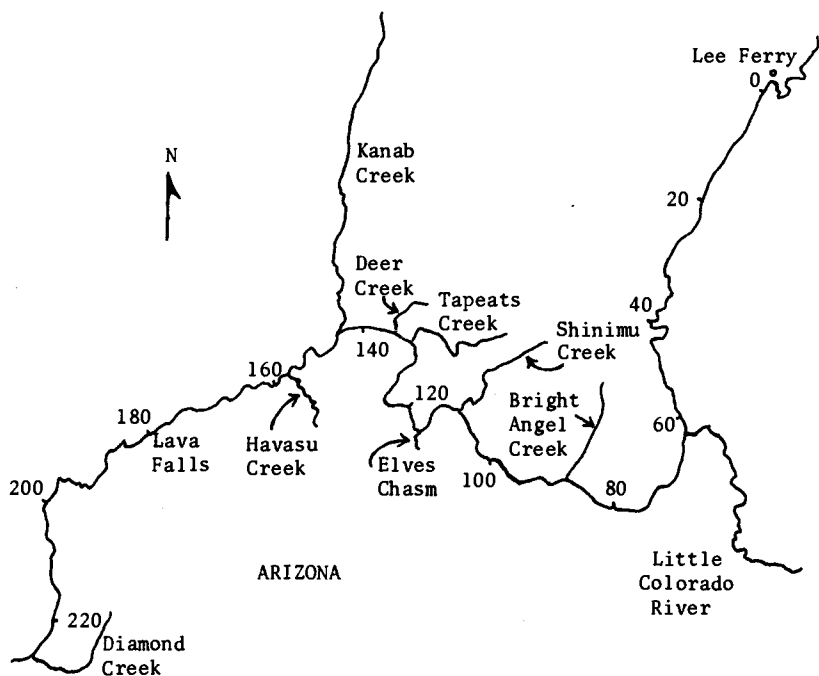 Lee Ferry
0
N
Kanab
Creek
20
Deer
Creek
Tapeats
Creek
40
Shinimu
Creek
140
160
120
Bright
Angel
Creek
60
180
Lava
Falls
Havasu
Creek
Elves
Chasm
100
80
200
ARIZONA
Little
Colorado
River
220
Diamond
Creek